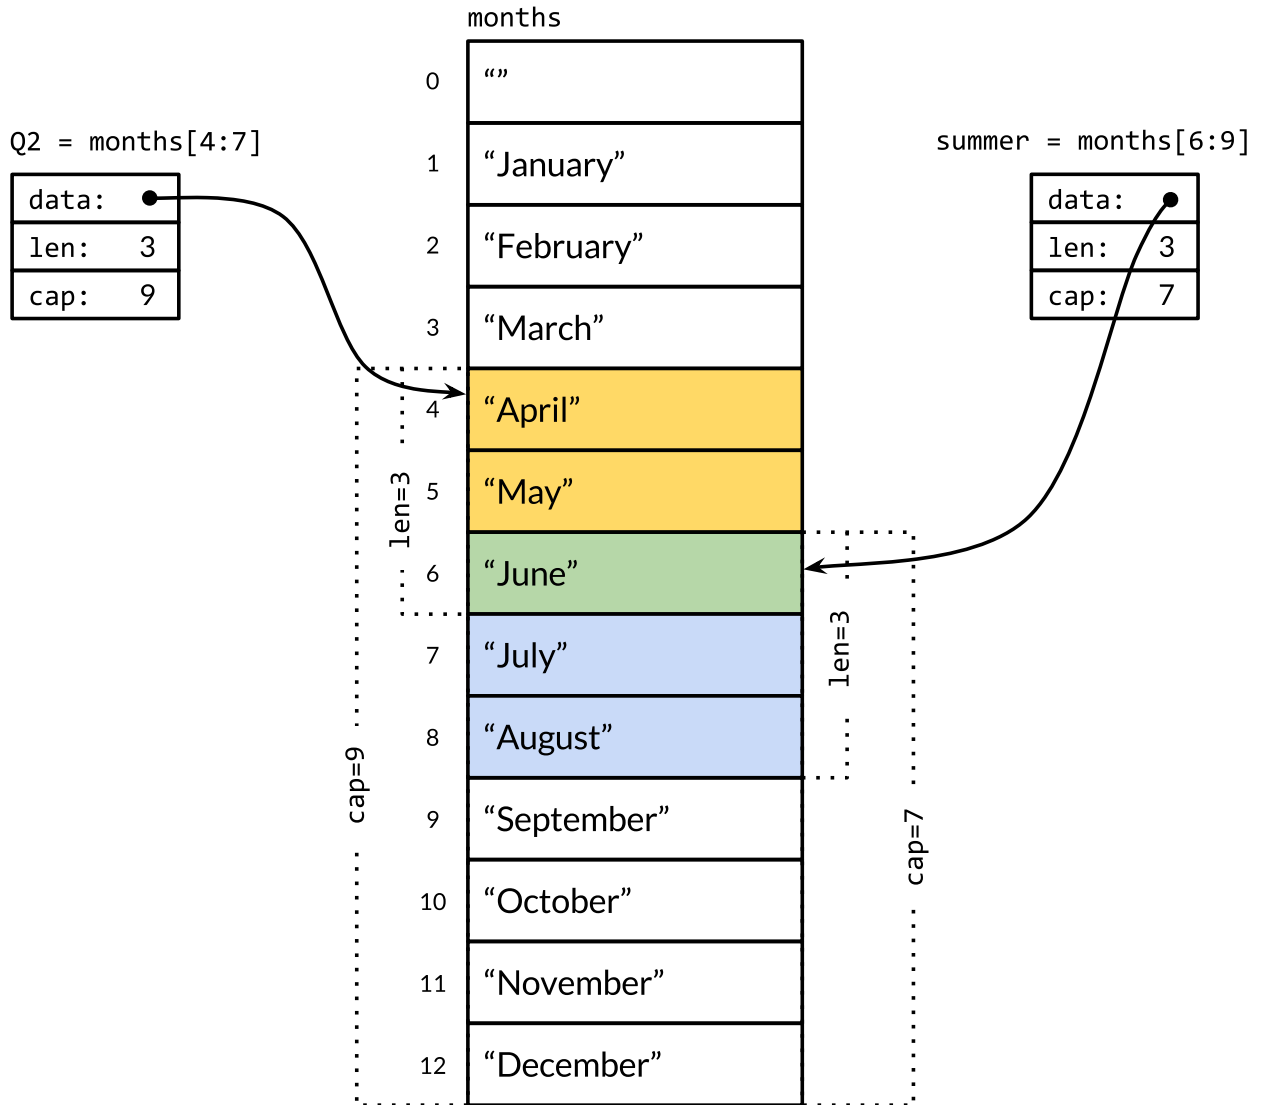 months
0 “”
Q2 = months[4:7]
data:
len: 3
cap: 9
summer = months[6:9]
data:
len: 3
cap: 7
1 “January”
2 “February”
3 “March”
4 “April”
5 “May”
6 “June”
7 “July”
8 “August”
9 “September”
10 “October”
11 “November”
12 “December”
len=3
cap=9
len=3
cap=7